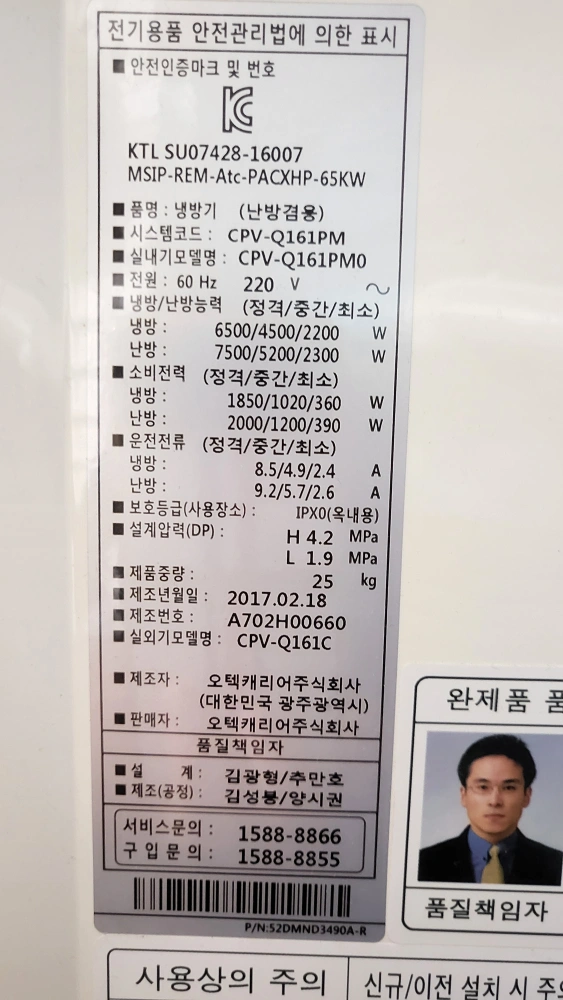 전기용품 안전관리법에 의한 표시
■ 안전인증마크 및 번호
KC
KTL SU07428-16007
MSIP-REM-Atc-PACXHP-65KW
■ 품명 : 냉방기 (난방겸용)
■ 시스템코드 : CPV-Q161PM
■ 실내기모델명 : CPV-Q161PM0
■ 전원 : 60 Hz 220 V ~
■ 냉방/난방능력 (정격/중간/최소)
냉방 : 6500/4500/2200 W
난방 : 7500/5200/2300 W
■ 소비전력 (정격/중간/최소)
냉방 : 1850/1020/360 W
난방 : 2000/1200/390 W
■ 운전전류 (정격/중간/최소)
냉방 : 8.5/4.9/2.4 A
난방 : 9.2/5.7/2.6 A
■ 보호등급(사용장소) : IPX0(옥내용)
■ 설계압력(DP) : H 4.2 MPa
L 1.9 MPa
■ 제품중량 : 25 kg
■ 제조년월일 : 2017.02.18
■ 제조번호 : A702H00660
■ 실외기모델명 : CPV-Q161C
■ 제조자 : 오텍캐리어주식회사
(대한민국 광주광역시)
■ 판매자 : 오텍캐리어주식회사
품질책임자
■ 설 계 : 김광형/추만호
■ 제조(공정) : 김성룡/양시권
서비스문의 : 1588-8866
구입문의 : 1588-8855
P/N:52DMND3490A-R
완제품 품
품질책임자
사용상의 주의
신규/이전 설치 시 주